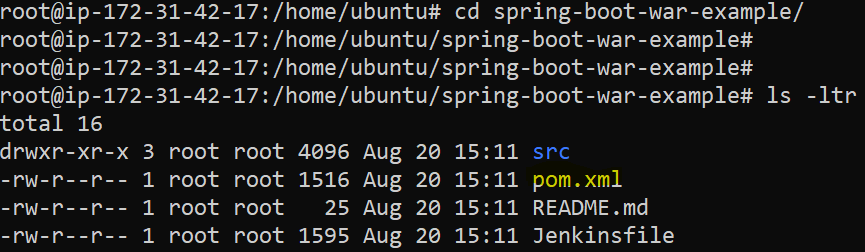 root@ip-172-31-42-17:/home/ubuntu# cd spring-boot-war-example/
root@ip-172-31-42-17:/home/ubuntu/spring-boot-war-example#
root@ip-172-31-42-17:/home/ubuntu/spring-boot-war-example#
root@ip-172-31-42-17:/home/ubuntu/spring-boot-war-example# ls -ltr
total 16
drwxr-xr-x 3 root root 4096 Aug 20 15:11 src
-rw-r--r-- 1 root root 1516 Aug 20 15:11 pom.xml
-rw-r--r-- 1 root root   25 Aug 20 15:11 README.md
-rw-r--r-- 1 root root 1595 Aug 20 15:11 Jenkinsfile